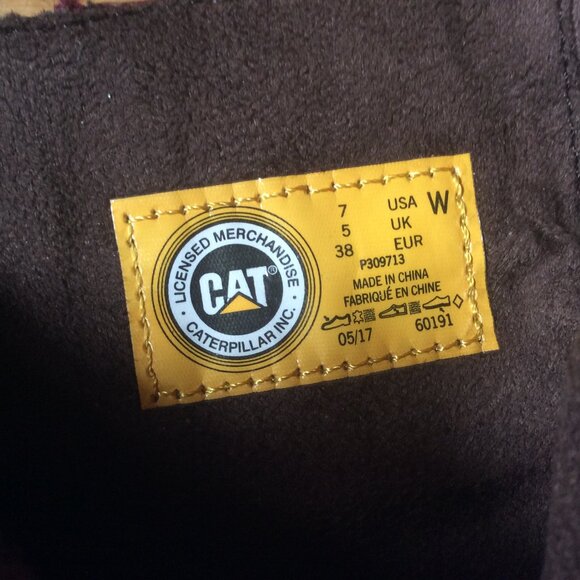 LICENSED MERCHANDISE
CAT®
CATERPILLAR INC.
7 USA W
5 UK
38 EUR
P309713
MADE IN CHINA
FABRIQUÉ EN CHINE
05/17 60191